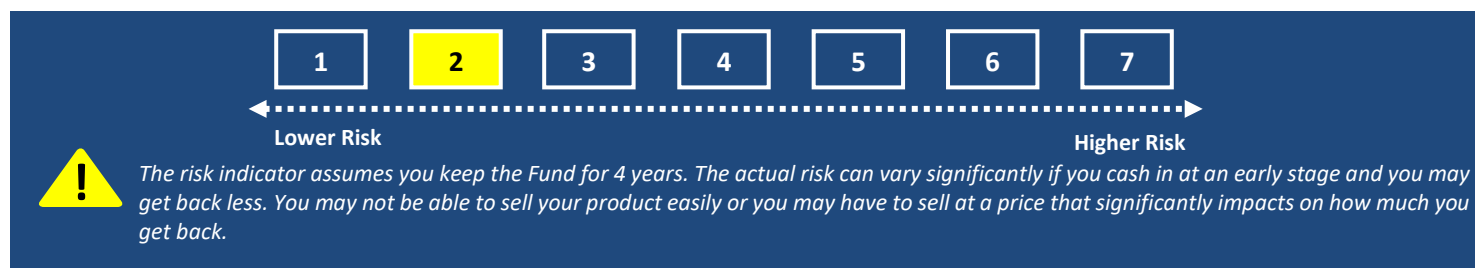 1 2 3 4 5 6 7
Lower Risk Higher Risk
!
The risk indicator assumes you keep the Fund for 4 years. The actual risk can vary significantly if you cash in at an early stage and you may
get back less. You may not be able to sell your product easily or you may have to sell at a price that significantly impacts on how much you
get back.